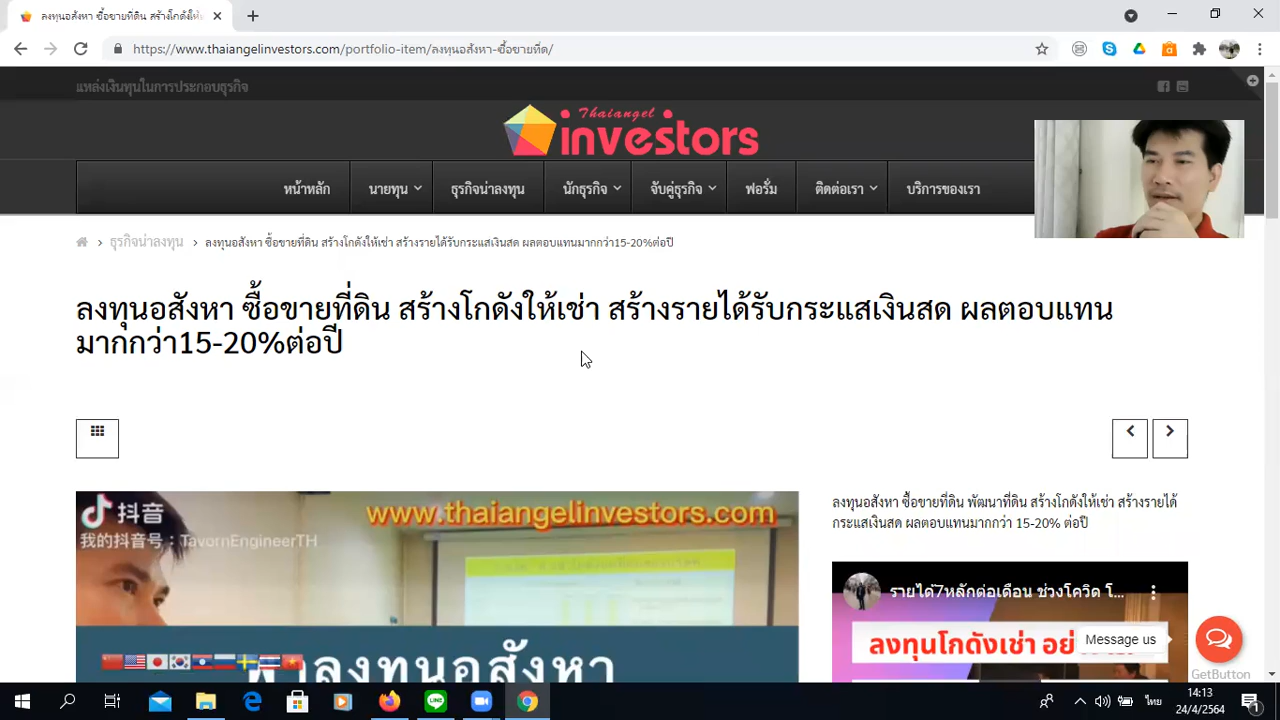 ลงทุนอสังหา ซื้อขายที่ดิน สร้างโกดังให้เ
https://www.thaiangelinvestors.com/portfolio-item/ลงทุนอสังหา-ซื้อขายที่ด/
แหล่งเงินทุนในการประกอบธุรกิจ
Thaiangel
investors
หน้าหลัก นายทุน ธุรกิจน่าลงทุน นักธุรกิจ จับคู่ธุรกิจ ฟอรั่ม ติดต่อเรา บริการของเรา
ธุรกิจน่าลงทุน › ลงทุนอสังหา ซื้อขายที่ดิน สร้างโกดังให้เช่า สร้างรายได้รับกระแสเงินสด ผลตอบแทนมากกว่า15-20%ต่อปี
ลงทุนอสังหา ซื้อขายที่ดิน สร้างโกดังให้เช่า สร้างรายได้รับกระแสเงินสด ผลตอบแทน
มากกว่า15-20%ต่อปี
抖音
我的抖音号：TavornEngineerTH
www.thaiangelinvestors.com
ลงทุนอสังหา
ลงทุนอสังหา ซื้อขายที่ดิน พัฒนาที่ดิน สร้างโกดังให้เช่า สร้างรายได้
กระแสเงินสด ผลตอบแทนมากกว่า 15-20% ต่อปี
รายได้7หลักต่อเดือน ช่วงโควิด โ...
ลงทุนโกดังเช่า อย่
Message us
GetButton
ไทย
14:13
24/4/2564
1